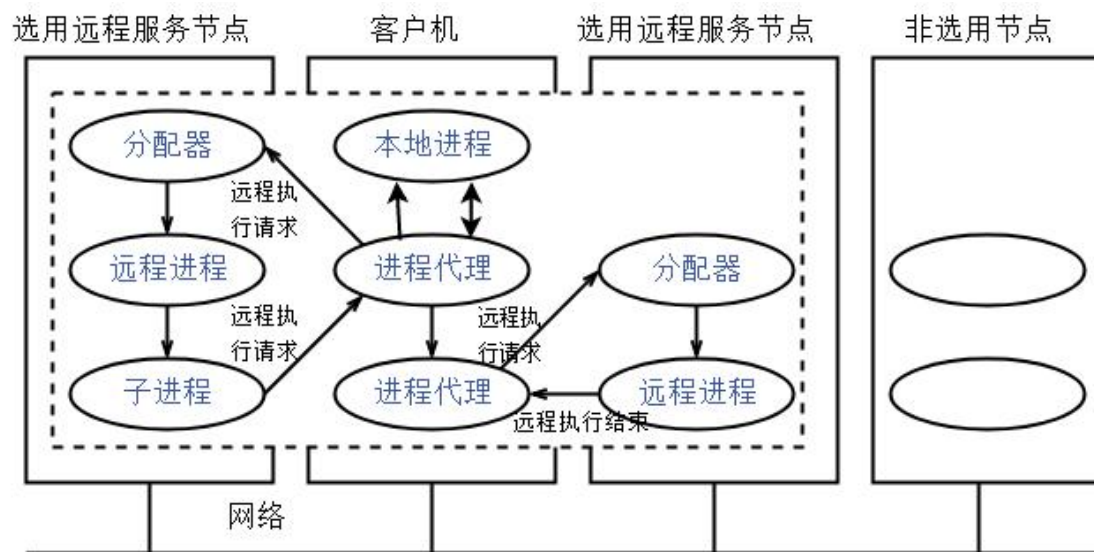 选用远程服务节点
客户机
选用远程服务节点
非选用节点
分配器
本地进程
远程执
行请求
远程进程
进程代理
分配器
远程执
行请求
远程执
行请求
子进程
进程代理
远程进程
远程执行结束
网络